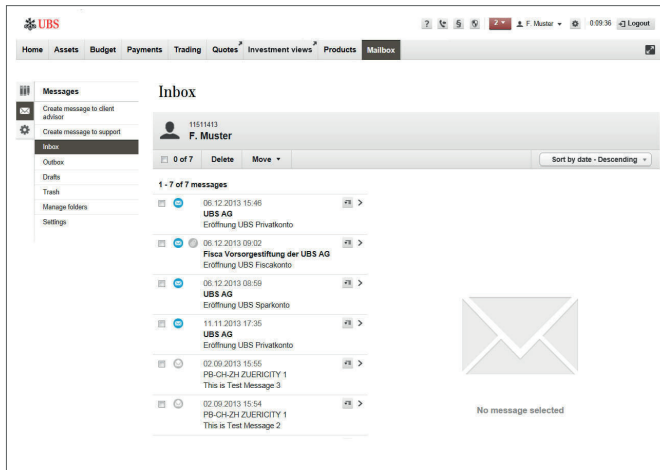 UBS
? § 2 F. Muster 0:09:36 Logout
Home Assets Budget Payments Trading Quotes Investment views Products Mailbox
Messages
Create message to client
advisor
Create message to support
Inbox
Outbox
Drafts
Trash
Manage folders
Settings
Inbox
11511413
F. Muster
0 of 7 Delete Move Sort by date - Descending
1 - 7 of 7 messages
06.12.2013 15:46
UBS AG
Eröffnung UBS Privatkonto
06.12.2013 09:02
Fisca Vorsorgestiftung der UBS AG
Eröffnung UBS Fiscakonto
06.12.2013 08:59
UBS AG
Eröffnung UBS Sparkonto
11.11.2013 17:35
UBS AG
Eröffnung UBS Privatkonto
02.09.2013 15:55
PB-CH-ZH ZUERICITY 1
This is Test Message 3
02.09.2013 15:54
PB-CH-ZH ZUERICITY 1
This is Test Message 2
No message selected